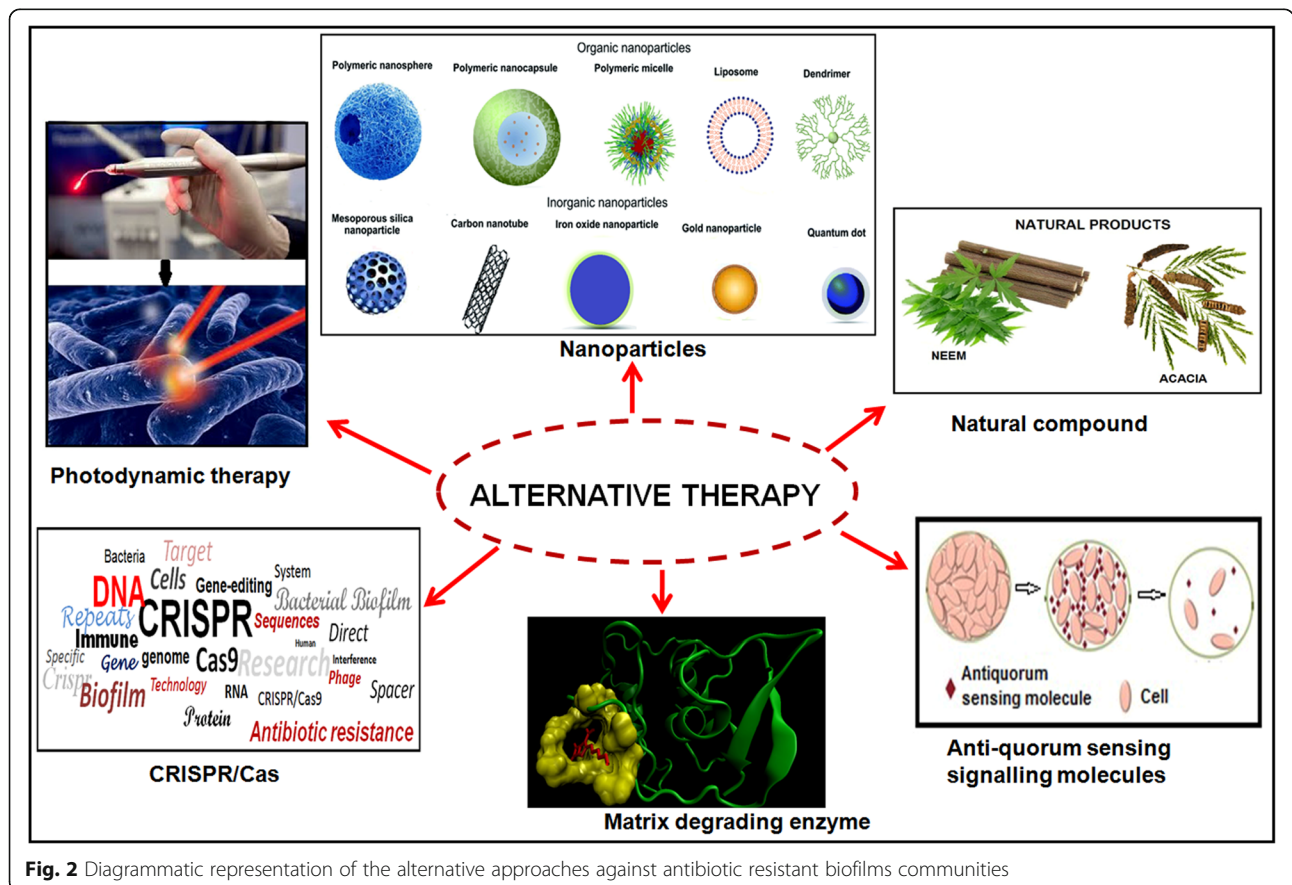 Organic nanoparticles
Polymeric nanosphere
Polymeric nanocapsule
Polymeric micelle
Liposome
Dendrimer
Inorganic nanoparticles
Mesoporous silica
nanoparticle
Carbon nanotube
Iron oxide nanoparticle
Gold nanoparticle
Quantum dot
Nanoparticles
NATURAL PRODUCTS
NEEM
ACACIA
Natural compound
Photodynamic therapy
ALTERNATIVE THERAPY
Bacteria
Target
DNA
Cells
Gene-editing
System
Bacterial Biofilm
Repeats
CRISPR
Sequences
Direct
Immune
Human
Specific
Gene
genome
Cas9
Research
Interference
Crispr
Phage
Biofilm
Technology
RNA
CRISPR/Cas9
Spacer
Protein
Antibiotic resistance
CRISPR/Cas
Matrix degrading enzyme
Antiquorum
sensing molecule
Cell
Anti-quorum sensing
signalling molecules
Fig. 2 Diagrammatic representation of the alternative approaches against antibiotic resistant biofilms communities